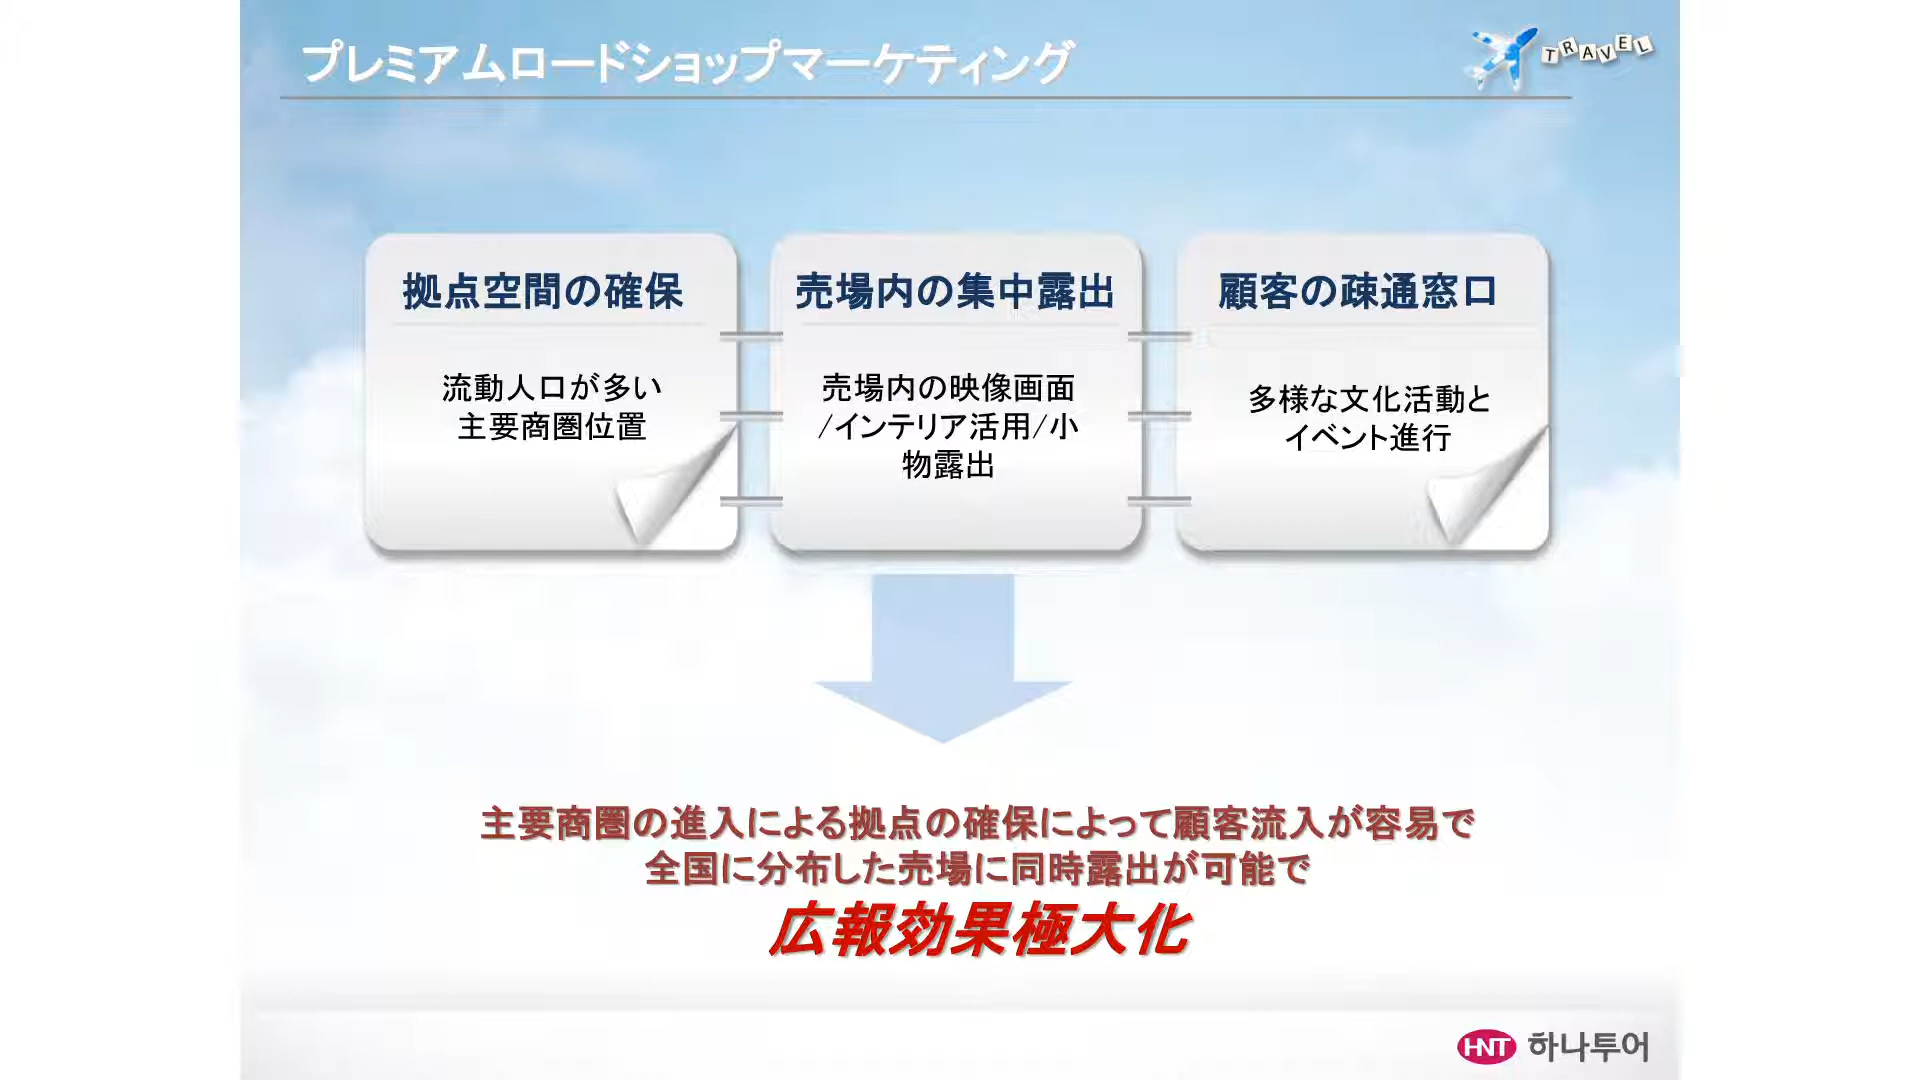 プレミアムロードショップマーケティング
TRAVEL
拠点空間の確保
流動人口が多い
主要商圏位置
売場内の集中露出
売場内の映像画面
/インテリア活用/小
物露出
顧客の疎通窓口
多様な文化活動と
イベント進行
主要商圏の進入による拠点の確保によって顧客流入が容易で
全国に分布した売場に同時露出が可能で
広報効果極大化
HNT 하나투어